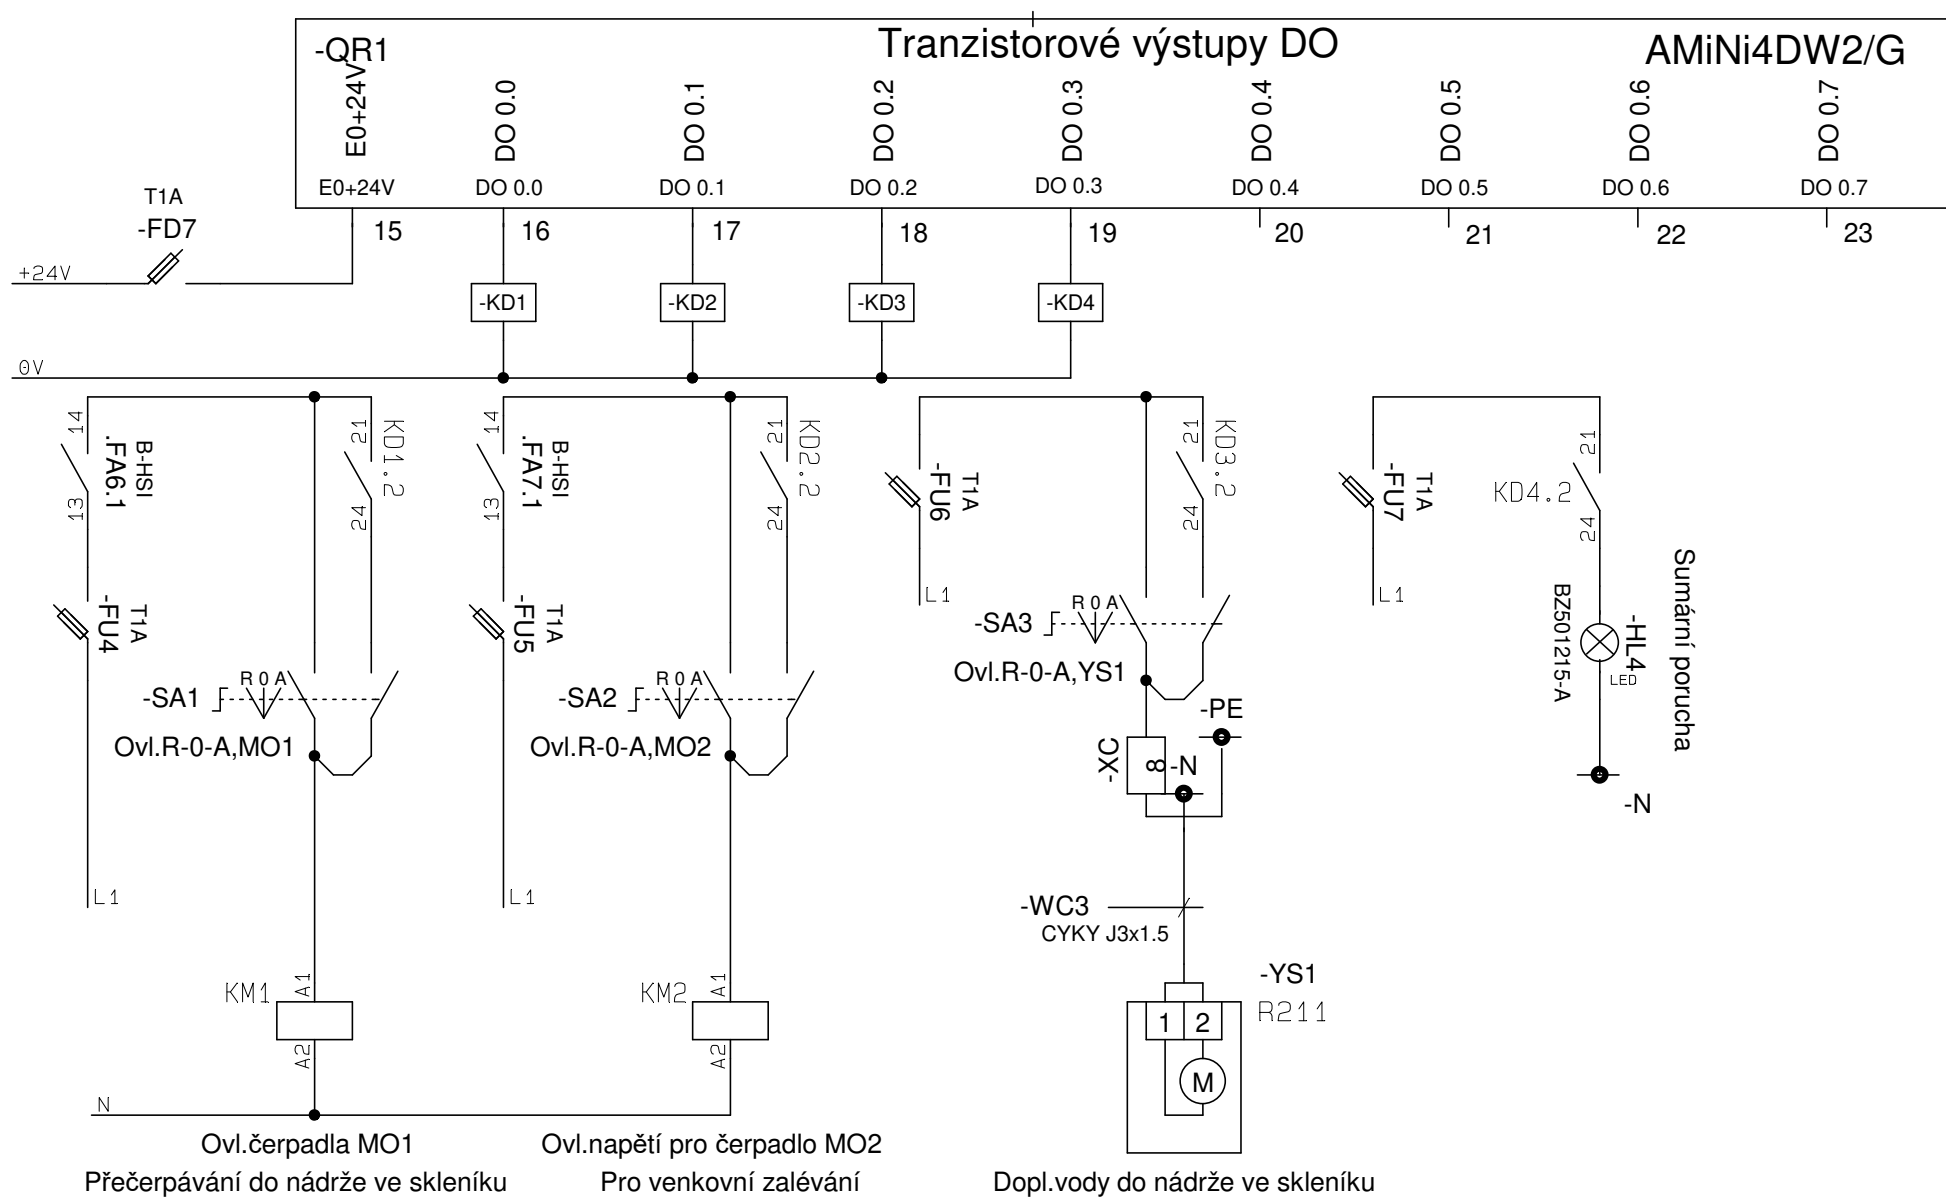 -QR1
Tranzistorové výstupy DO
AMiNi4DW2/G
E0+24V
DO 0.0
DO 0.1
DO 0.2
DO 0.3
DO 0.4
DO 0.5
DO 0.6
DO 0.7
E0+24V
DO 0.0
DO 0.1
DO 0.2
DO 0.3
DO 0.4
DO 0.5
DO 0.6
DO 0.7
T1A
-FD7
15
16
17
18
19
20
21
22
23
+24V
-KD1
-KD2
-KD3
-KD4
0V
14
13
B-HSI
.FA6.1
21
24
KD1.2
14
13
B-HSI
.FA7.1
21
24
KD2.2
T1A
-FU6
L1
21
24
KD3.2
T1A
-FU7
L1
21
24
KD4.2
T1A
-FU4
T1A
-FU5
R 0 A
-SA1
Ovl.R-0-A,MO1
R 0 A
-SA2
Ovl.R-0-A,MO2
R 0 A
-SA3
Ovl.R-0-A,YS1
-HL4
LED
BZ501215-A
Sumární porucha
-N
-PE
-XC
8
-N
L1
L1
-WC3
CYKY J3x1.5
KM1
A1
A2
KM2
A1
A2
-YS1
R211
1
2
M
N
Ovl.čerpadla MO1
Přečerpávání do nádrže ve skleníku
Ovl.napětí pro čerpadlo MO2
Pro venkovní zalévání
Dopl.vody do nádrže ve skleníku